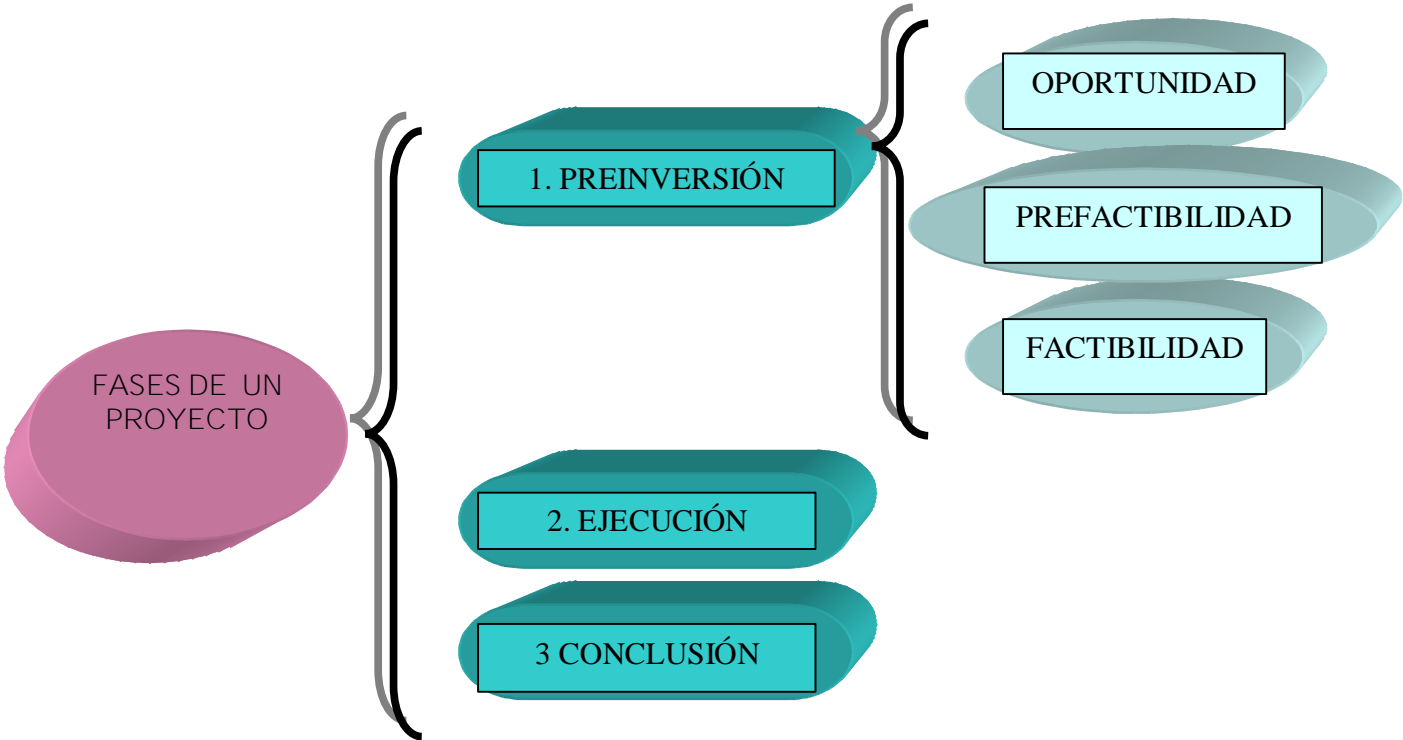 FASES DE UN
PROYECTO
1. PREINVERSIÓN
OPORTUNIDAD
PREFACTIBILIDAD
FACTIBILIDAD
2. EJECUCIÓN
3 CONCLUSIÓN